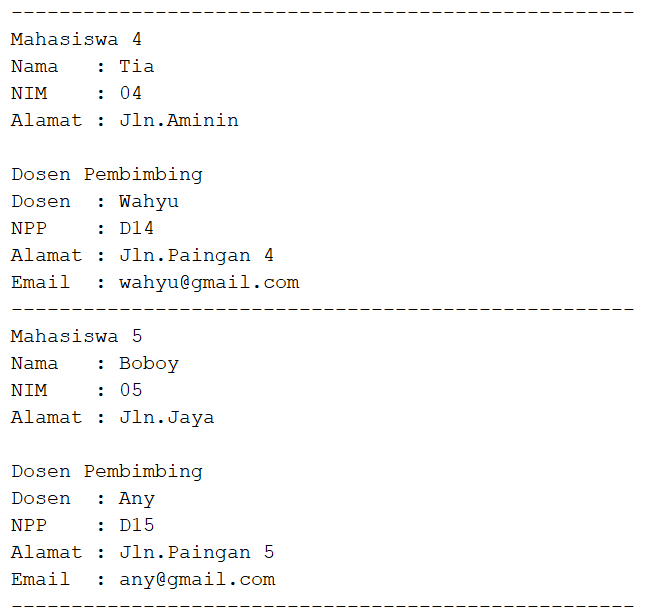 ----------------------------------------------------
Mahasiswa 4
Nama   : Tia
NIM    : 04
Alamat : Jln.Aminin

Dosen Pembimbing
Dosen  : Wahyu
NPP    : D14
Alamat : Jln.Paingan 4
Email  : wahyu@gmail.com
----------------------------------------------------
Mahasiswa 5
Nama   : Boboy
NIM    : 05
Alamat : Jln.Jaya

Dosen Pembimbing
Dosen  : Any
NPP    : D15
Alamat : Jln.Paingan 5
Email  : any@gmail.com
----------------------------------------------------